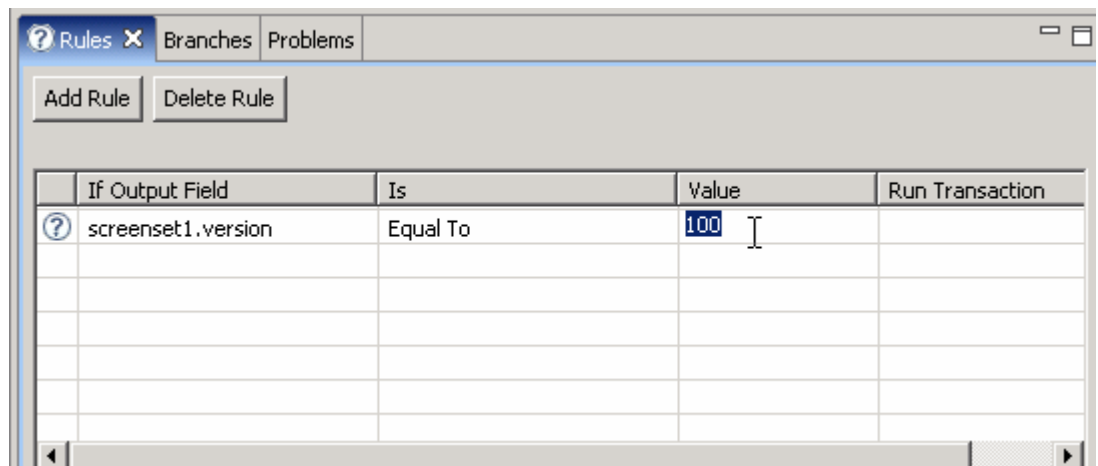 Rules Branches Problems
Add Rule Delete Rule
If Output Field Is Value Run Transaction
screenset1.version Equal To 100